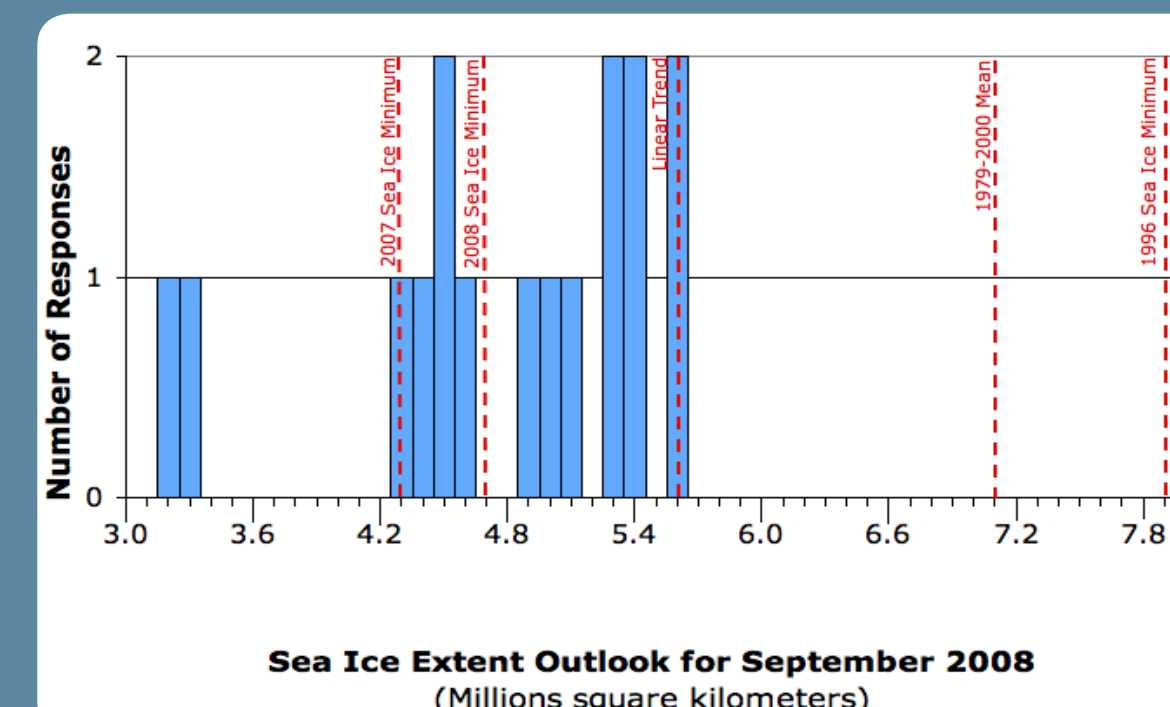 2
1
0
Number of Responses
2007 Sea Ice Minimum
2008 Sea Ice Minimum
Linear Trend
1979-2000 Mean
1996 Sea Ice Minimum
3.0 3.6 4.2 4.8 5.4 6.0 6.6 7.2 7.8
Sea Ice Extent Outlook for September 2008
(Millions square kilometers)